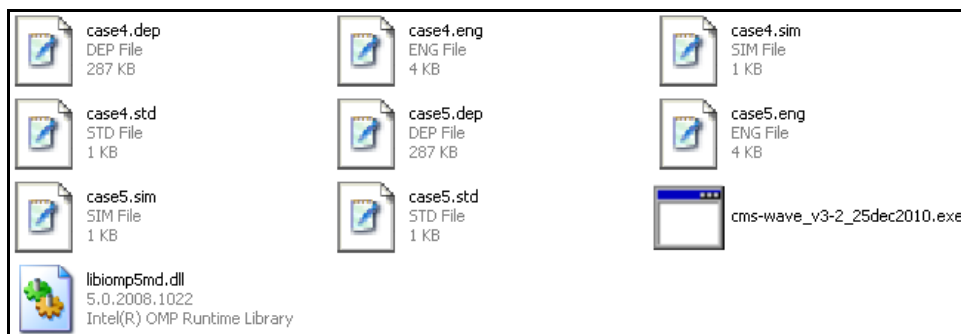 case4.dep
DEP File
287 KB
case4.eng
ENG File
4 KB
case4.sim
SIM File
1 KB
case4.std
STD File
1 KB
case5.dep
DEP File
287 KB
case5.eng
ENG File
4 KB
case5.sim
SIM File
1 KB
case5.std
STD File
1 KB
cms-wave_v3-2_25dec2010.exe
libiomp5md.dll
5.0.2008.1022
Intel(R) OMP Runtime Library